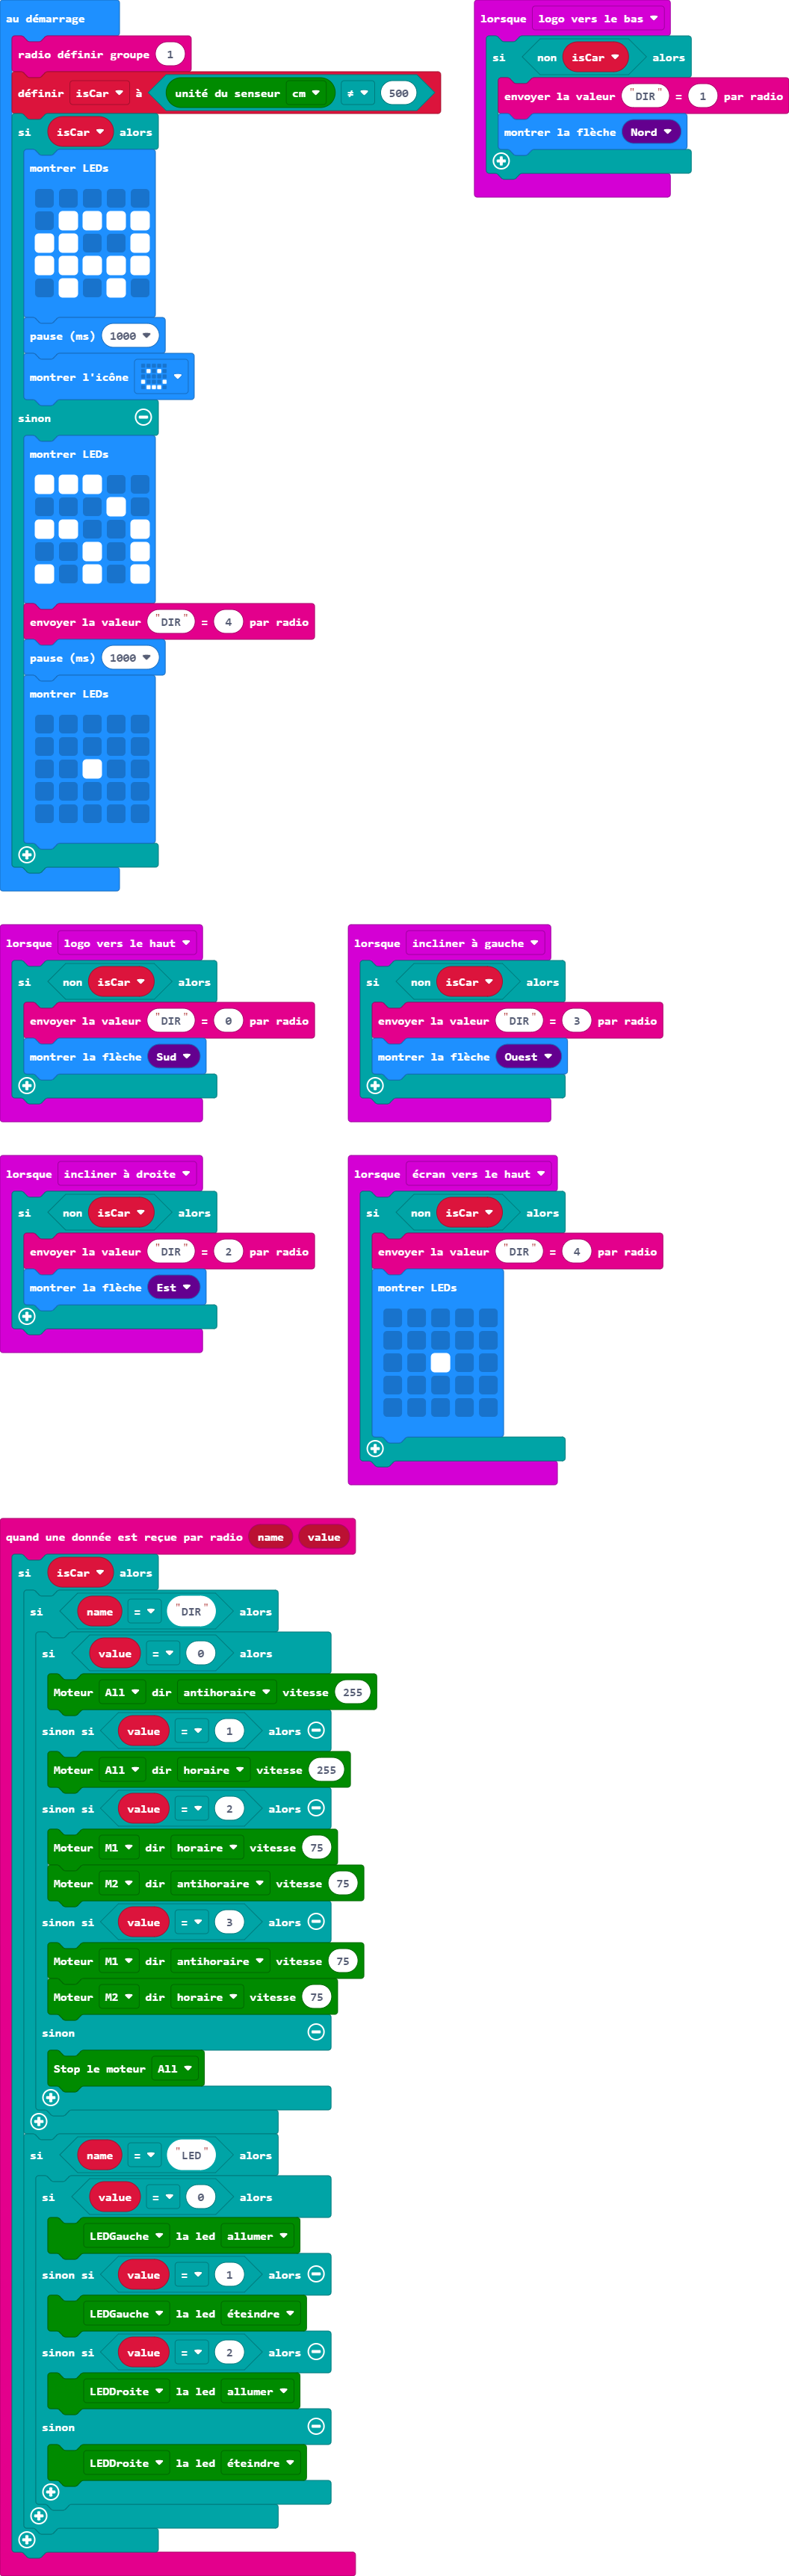 au démarrage
radio définir groupe 1
définir isCar à unité du senseur cm ≠ 500
si isCar alors
montrer LEDs
pause (ms) 1000
montrer l'icône
sinon
montrer LEDs
envoyer la valeur "DIR" = 4 par radio
pause (ms) 1000
montrer LEDs
lorsque logo vers le bas
si non isCar alors
envoyer la valeur "DIR" = 1 par radio
montrer la flèche Nord
lorsque logo vers le haut
si non isCar alors
envoyer la valeur "DIR" = 0 par radio
montrer la flèche Sud
lorsque incliner à gauche
si non isCar alors
envoyer la valeur "DIR" = 3 par radio
montrer la flèche Ouest
lorsque incliner à droite
si non isCar alors
envoyer la valeur "DIR" = 2 par radio
montrer la flèche Est
lorsque écran vers le haut
si non isCar alors
envoyer la valeur "DIR" = 4 par radio
montrer LEDs
quand une donnée est reçue par radio name value
si isCar alors
si name = "DIR" alors
si value = 0 alors
Moteur All dir antihoraire vitesse 255
sinon si value = 1 alors
Moteur All dir horaire vitesse 255
sinon si value = 2 alors
Moteur M1 dir horaire vitesse 75
Moteur M2 dir antihoraire vitesse 75
sinon si value = 3 alors
Moteur M1 dir antihoraire vitesse 75
Moteur M2 dir horaire vitesse 75
sinon
Stop le moteur All
si name = "LED" alors
si value = 0 alors
LEDGauche la led allumer
sinon si value = 1 alors
LEDGauche la led éteindre
sinon si value = 2 alors
LEDDroite la led allumer
sinon
LEDDroite la led éteindre